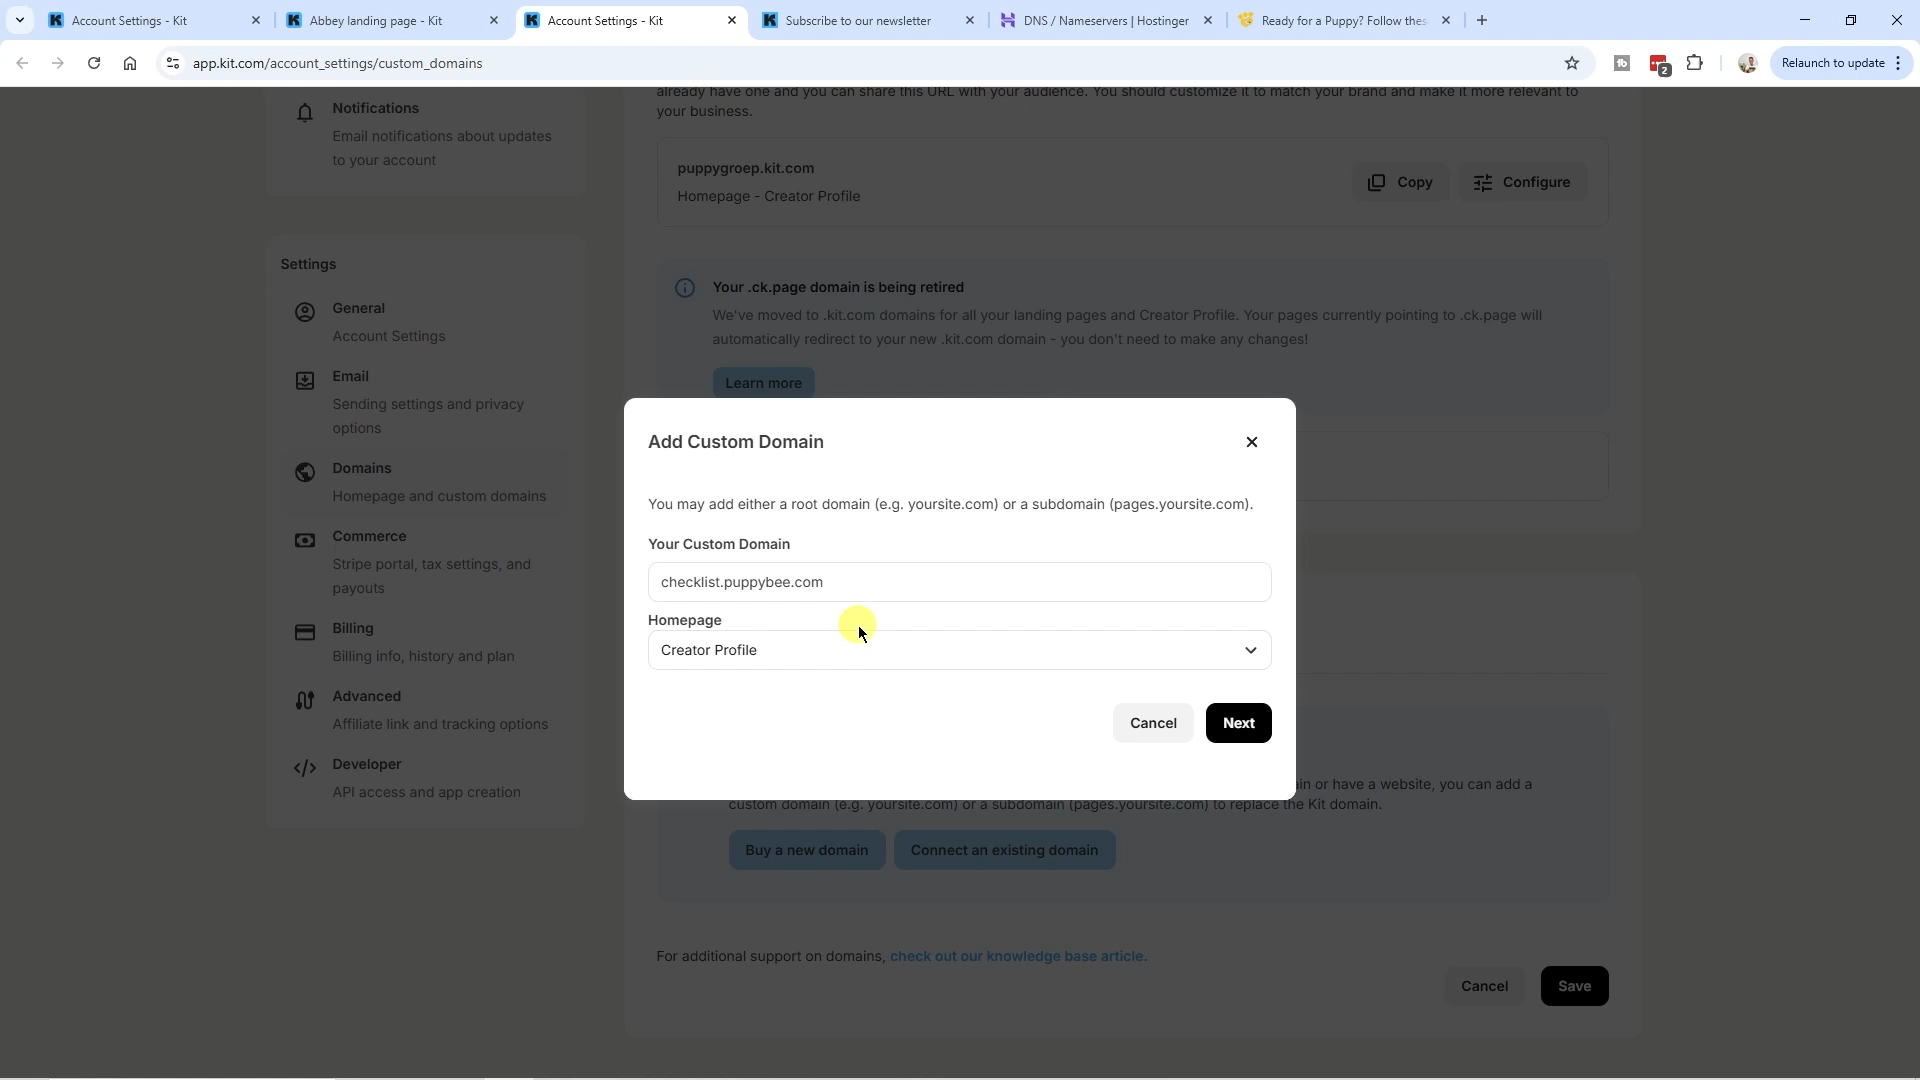 Account Settings - Kit
Abbey landing page - Kit
Account Settings - Kit
Subscribe to our newsletter
DNS / Nameservers | Hostinger
Ready for a Puppy? Follow thes
app.kit.com/account_settings/custom_domains
2
Relaunch to update
already have one and you can share this URL with your audience. You should customize it to match your brand and make it more relevant to
your business.
Notifications
Email notifications about updates
to your account
puppygroep.kit.com
Homepage - Creator Profile
Copy
Configure
Settings
General
Account Settings
Email
Sending settings and privacy
options
Domains
Homepage and custom domains
Commerce
Stripe portal, tax settings, and
payouts
Billing
Billing info, history and plan
Advanced
Affiliate link and tracking options
Developer
API access and app creation
Your .ck.page domain is being retired
We've moved to .kit.com domains for all your landing pages and Creator Profile. Your pages currently pointing to .ck.page will
automatically redirect to your new .kit.com domain - you don't need to make any changes!
Learn more
Add Custom Domain
You may add either a root domain (e.g. yoursite.com) or a subdomain (pages.yoursite.com).
Your Custom Domain
checklist.puppybee.com
Homepage
Creator Profile
Cancel
Next
in or have a website, you can add a
custom domain (e.g. yoursite.com) or a subdomain (pages.yoursite.com) to replace the Kit domain.
Buy a new domain
Connect an existing domain
For additional support on domains, check out our knowledge base article.
Cancel
Save